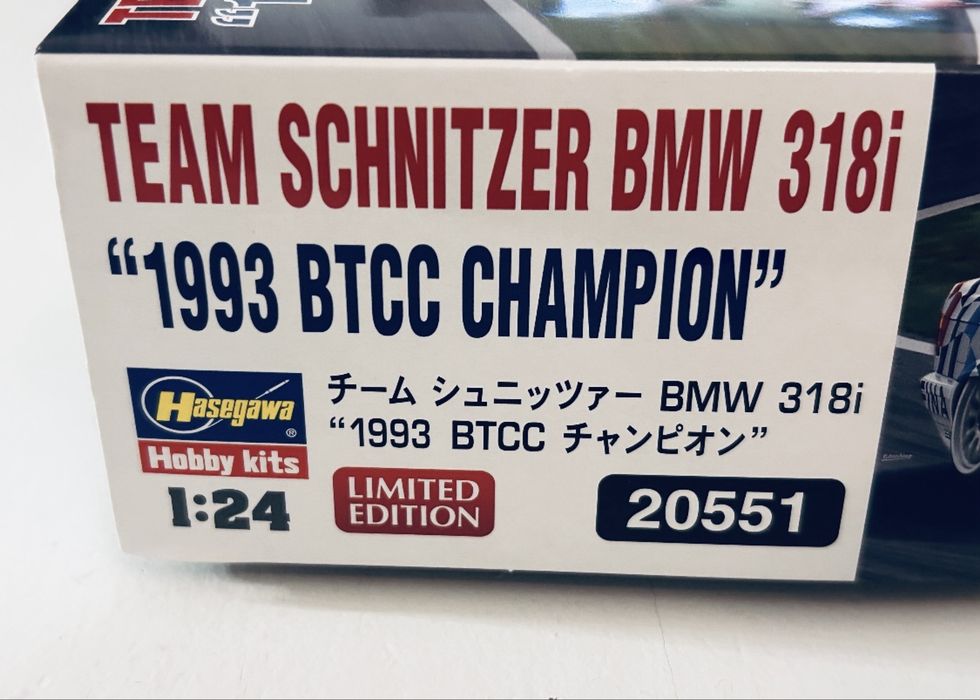 TEAM SCHNITZER BMW 318i
“1993 BTCC CHAMPION”
Hasegawa®
Hobby kits
チーム シュニッツァー BMW 318i
“1993 BTCC チャンピオン”
1:24
LIMITED
EDITION
20551
INA